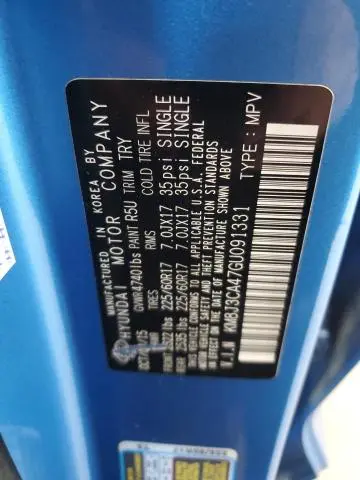 MANUFACTURED IN KOREA BY
HYUNDAI MOTOR COMPANY
GVWR 4740 lbs PAINT R5U TRIM TRY
TIRES RIMS COLD TIRE INFL
225/60R17 7.0JX17 35psi SINGLE
225/60R17 7.0JX17 35psi SINGLE
THIS VEHICLE CONFORMS TO ALL APPLICABLE U.S.A. FEDERAL
MOTOR VEHICLE SAFETY, BUMPER, AND THEFT PREVENTION STANDARDS
IN EFFECT ON THE DATE OF MANUFACTURE SHOWN ABOVE
V.I.N : KM8J3CA47GU091331 TYPE : MPV